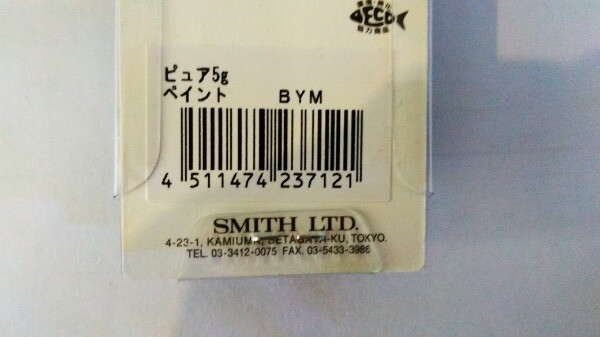 ECO
ピュア5g
ペイント BYM
4 511474 237121
SMITH LTD.
4-23-1, KAMIUMA, SETAGAYA-KU, TOKYO.
TEL. 03-3412-0075 FAX. 03-5433-3986